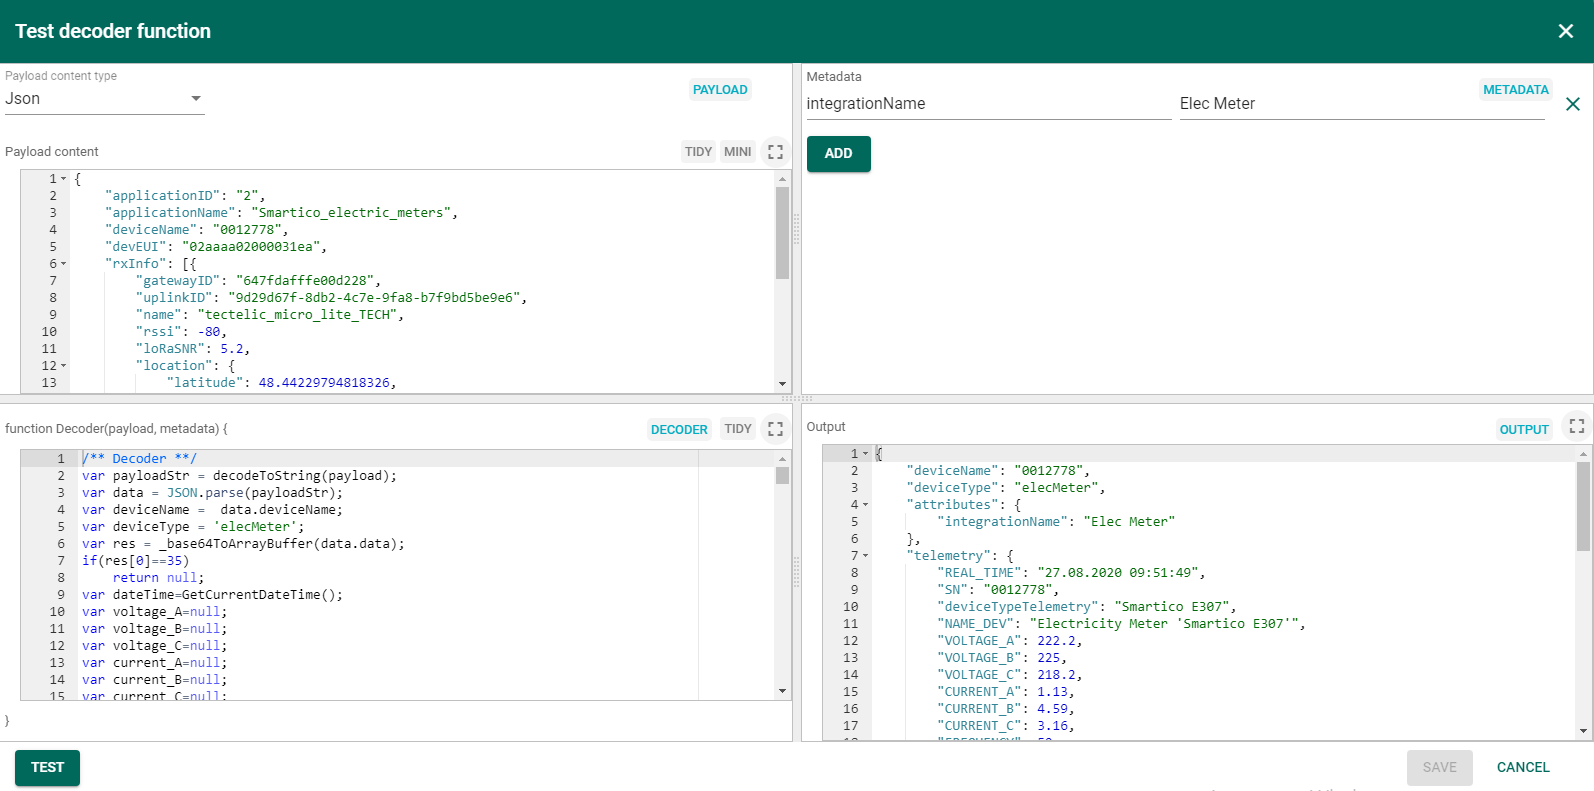 Test decoder function
Payload content type
Json
PAYLOAD
Payload content
TIDY MINI
1 {
2 "applicationID": "2",
3 "applicationName": "Smartico_electric_meters",
4 "deviceName": "0012778",
5 "devEUI": "02aaaa02000031ea",
6 "rxInfo": [{
7 "gatewayID": "647fdafffe00d228",
8 "uplinkID": "9d29d67f-8db2-4c7e-9fa8-b7f9bd5be9e6",
9 "name": "tectelic_micro_lite_TECH",
10 "rssi": -80,
11 "loRaSNR": 5.2,
12 "location": {
13 "latitude": 48.44229794818326,
Metadata
METADATA
integrationName Elec Meter
ADD
function Decoder(payload, metadata) {
DECODER TIDY
1 /** Decoder **/
2 var payloadStr = decodeToString(payload);
3 var data = JSON.parse(payloadStr);
4 var deviceName =  data.deviceName;
5 var deviceType = 'elecMeter';
6 var res = _base64ToArrayBuffer(data.data);
7 if(res[0]==35)
8 return null;
9 var dateTime=GetCurrentDateTime();
10 var voltage_A=null;
11 var voltage_B=null;
12 var voltage_C=null;
13 var current_A=null;
14 var current_B=null;
15 var current_C=null;
}
Output
OUTPUT
1 {
2 "deviceName": "0012778",
3 "deviceType": "elecMeter",
4 "attributes": {
5 "integrationName": "Elec Meter"
6 },
7 "telemetry": {
8 "REAL_TIME": "27.08.2020 09:51:49",
9 "SN": "0012778",
10 "deviceTypeTelemetry": "Smartico E307",
11 "NAME_DEV": "Electricity Meter 'Smartico E307'",
12 "VOLTAGE_A": 222.2,
13 "VOLTAGE_B": 225,
14 "VOLTAGE_C": 218.2,
15 "CURRENT_A": 1.13,
16 "CURRENT_B": 4.59,
17 "CURRENT_C": 3.16,
TEST
SAVE CANCEL